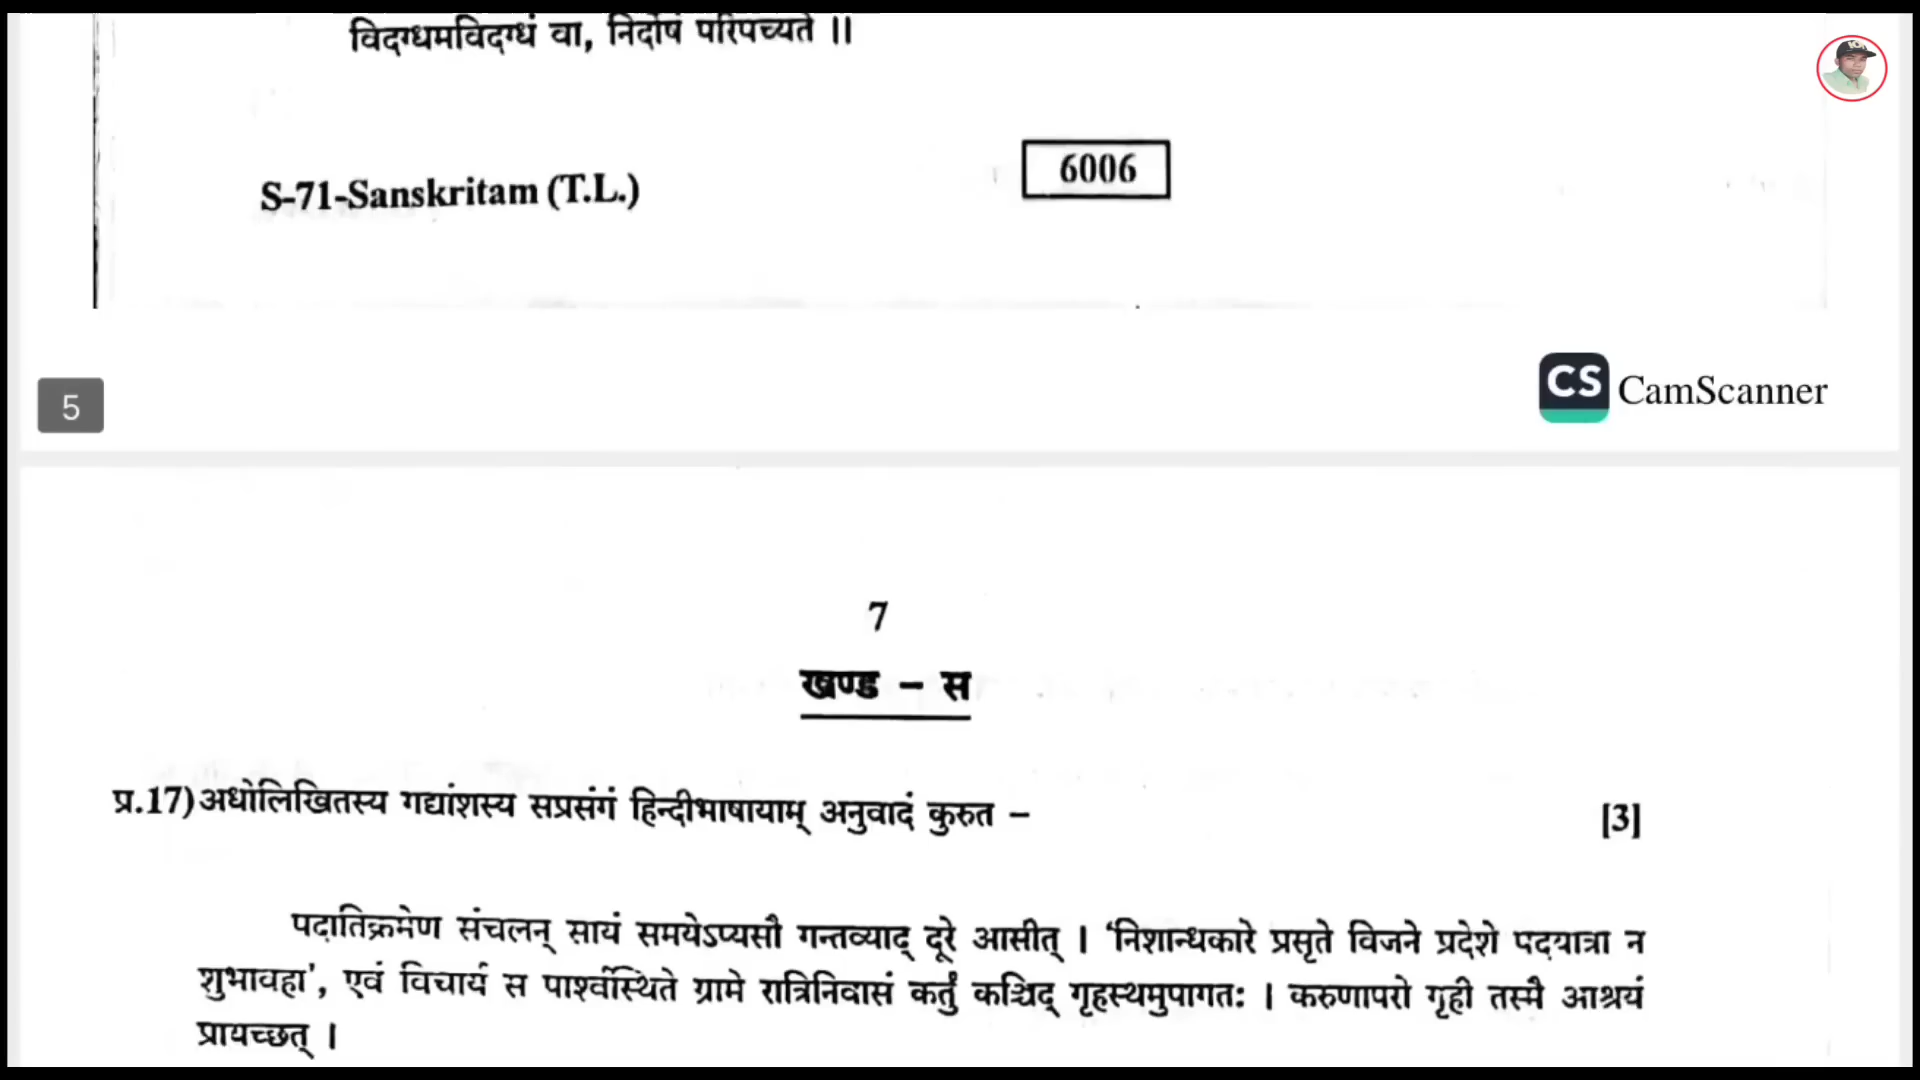 विदग्धमविदग्धं वा, निर्दोषं परिपच्यते ।।
S-71-Sanskritam (T.L.)
6006
5
CS CamScanner
7
खण्ड – स
प्र.17) अधोलिखितस्य गद्यांशस्य सप्रसंगं हिन्दीभाषायाम् अनुवादं कुरुत –
[3]
पदातिक्रमेण संचलन् सायं समयेऽप्यसौ गन्तव्याद् दूरे आसीत् । 'निशान्धकारे प्रसृते विजने प्रदेशे पदयात्रा न
शुभावहा', एवं विचार्य स पार्श्वस्थिते ग्रामे रात्रिनिवासं कर्तुं कश्चिद् गृहस्थमुपागतः । करुणापरो गृही तस्मै आश्रयं
प्रायच्छत् ।